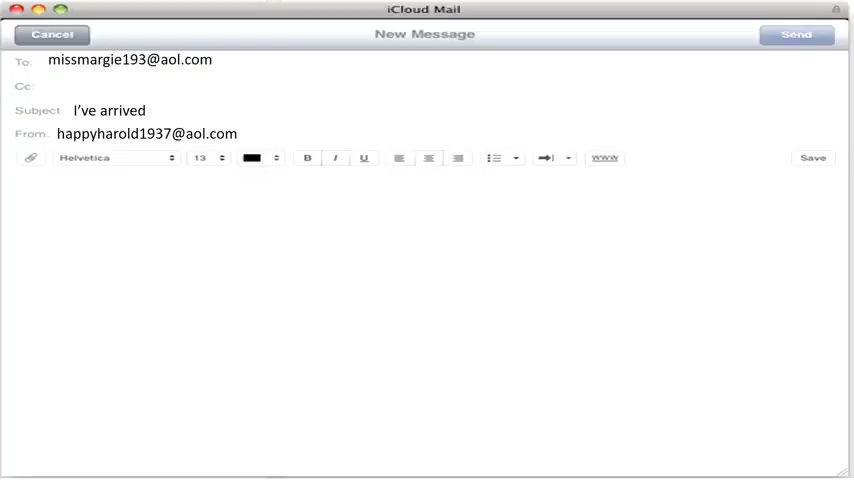 iCloud Mail
Cancel New Message Send
To: missmargie193@aol.com
Cc:
Subject: I've arrived
From: happyharold1937@aol.com
Helvetica 13 B I U www Save